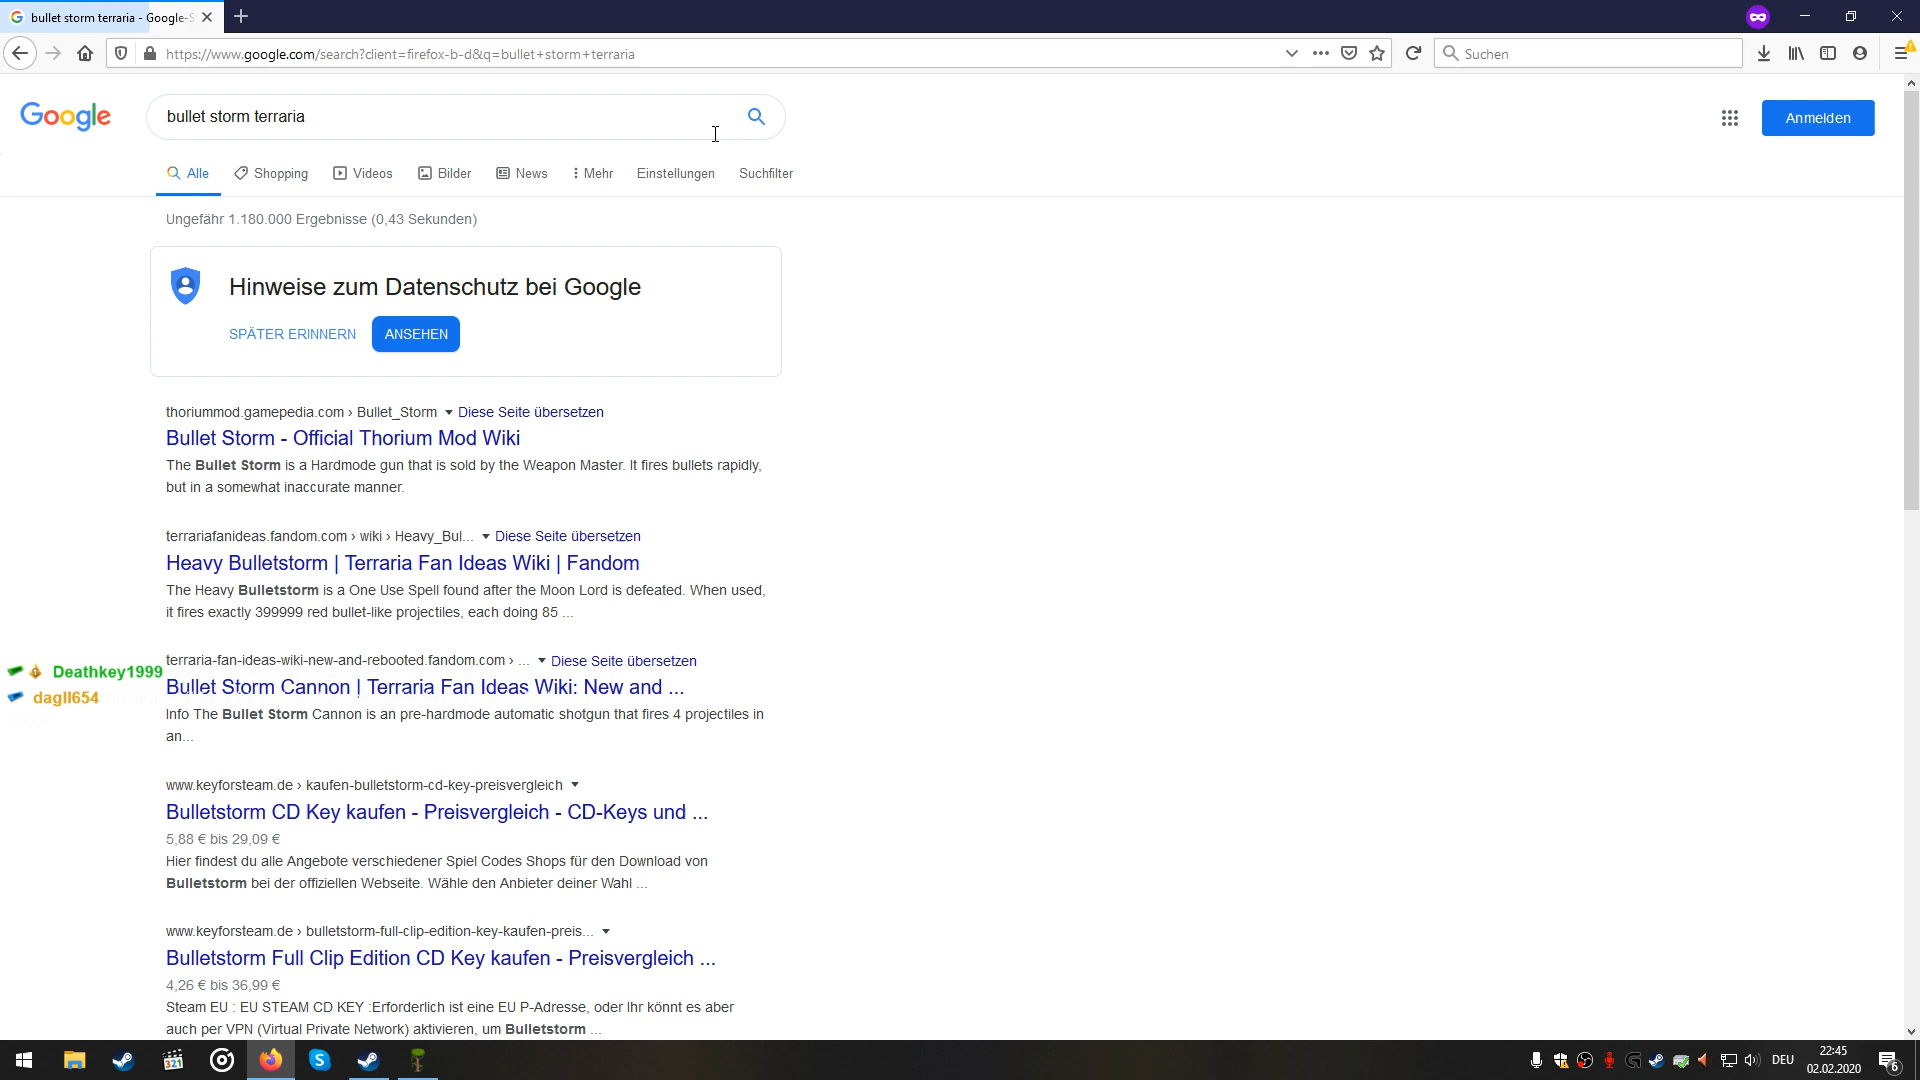 bullet storm terraria - Google-S
https://www.google.com/search?client=firefox-b-d&q=bullet+storm+terraria
Suchen
Google
bullet storm terraria
Anmelden
Alle
Shopping
Videos
Bilder
News
Mehr
Einstellungen
Suchfilter
Ungefähr 1.180.000 Ergebnisse (0,43 Sekunden)
Hinweise zum Datenschutz bei Google
SPÄTER ERINNERN
ANSEHEN
thoriummod.gamepedia.com › Bullet_Storm Diese Seite übersetzen
Bullet Storm - Official Thorium Mod Wiki
The Bullet Storm is a Hardmode gun that is sold by the Weapon Master. It fires bullets rapidly,
but in a somewhat inaccurate manner.
terrariafanideas.fandom.com › wiki › Heavy_Bul... Diese Seite übersetzen
Heavy Bulletstorm | Terraria Fan Ideas Wiki | Fandom
The Heavy Bulletstorm is a One Use Spell found after the Moon Lord is defeated. When used,
it fires exactly 399999 red bullet-like projectiles, each doing 85 ...
terraria-fan-ideas-wiki-new-and-rebooted.fandom.com › ... Diese Seite übersetzen
Deathkey1999
Bullet Storm Cannon | Terraria Fan Ideas Wiki: New and ...
dagll654
Info The Bullet Storm Cannon is an pre-hardmode automatic shotgun that fires 4 projectiles in
an...
www.keyforsteam.de › kaufen-bulletstorm-cd-key-preisvergleich
Bulletstorm CD Key kaufen - Preisvergleich - CD-Keys und ...
5,88 € bis 29,09 €
Hier findest du alle Angebote verschiedener Spiel Codes Shops für den Download von
Bulletstorm bei der offiziellen Webseite. Wähle den Anbieter deiner Wahl ...
www.keyforsteam.de › bulletstorm-full-clip-edition-key-kaufen-preis...
Bulletstorm Full Clip Edition CD Key kaufen - Preisvergleich ...
4,26 € bis 36,99 €
Steam EU : EU STEAM CD KEY :Erforderlich ist eine EU P-Adresse, oder Ihr könnt es aber
auch per VPN (Virtual Private Network) aktivieren, um Bulletstorm ...
321
S
DEU
22:45
02.02.2020
6